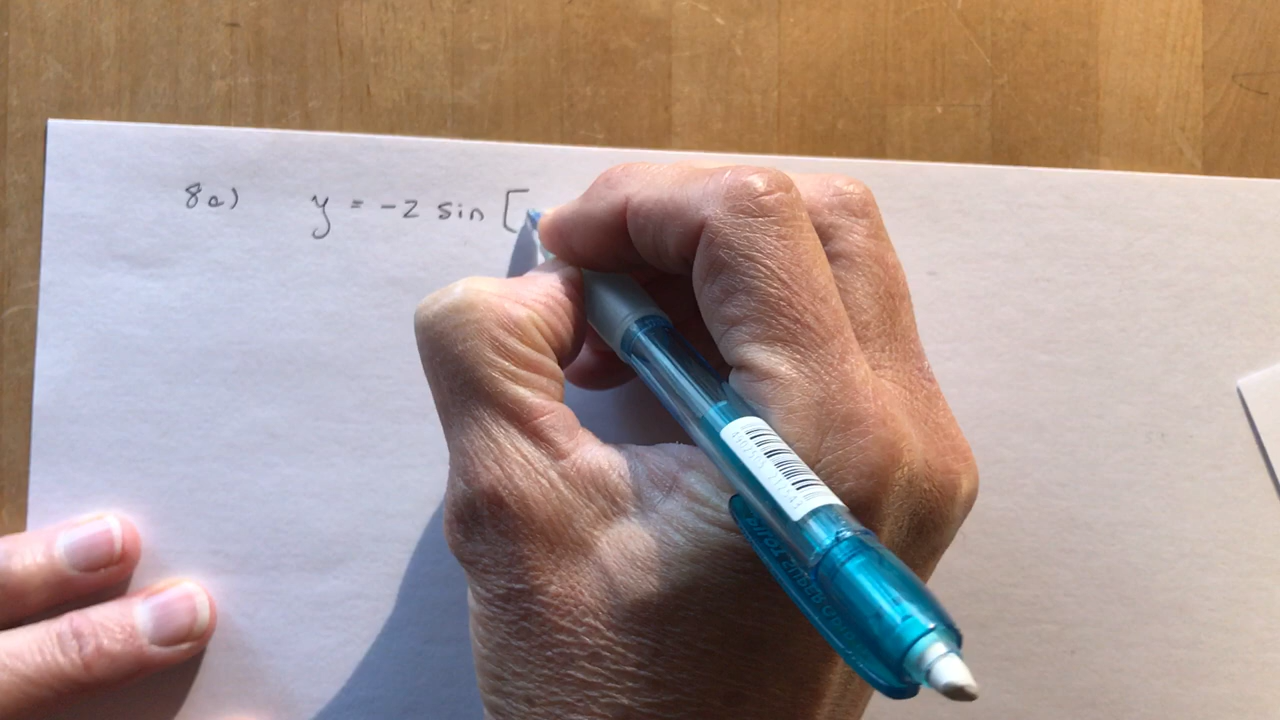 8a) y = -2 sin [